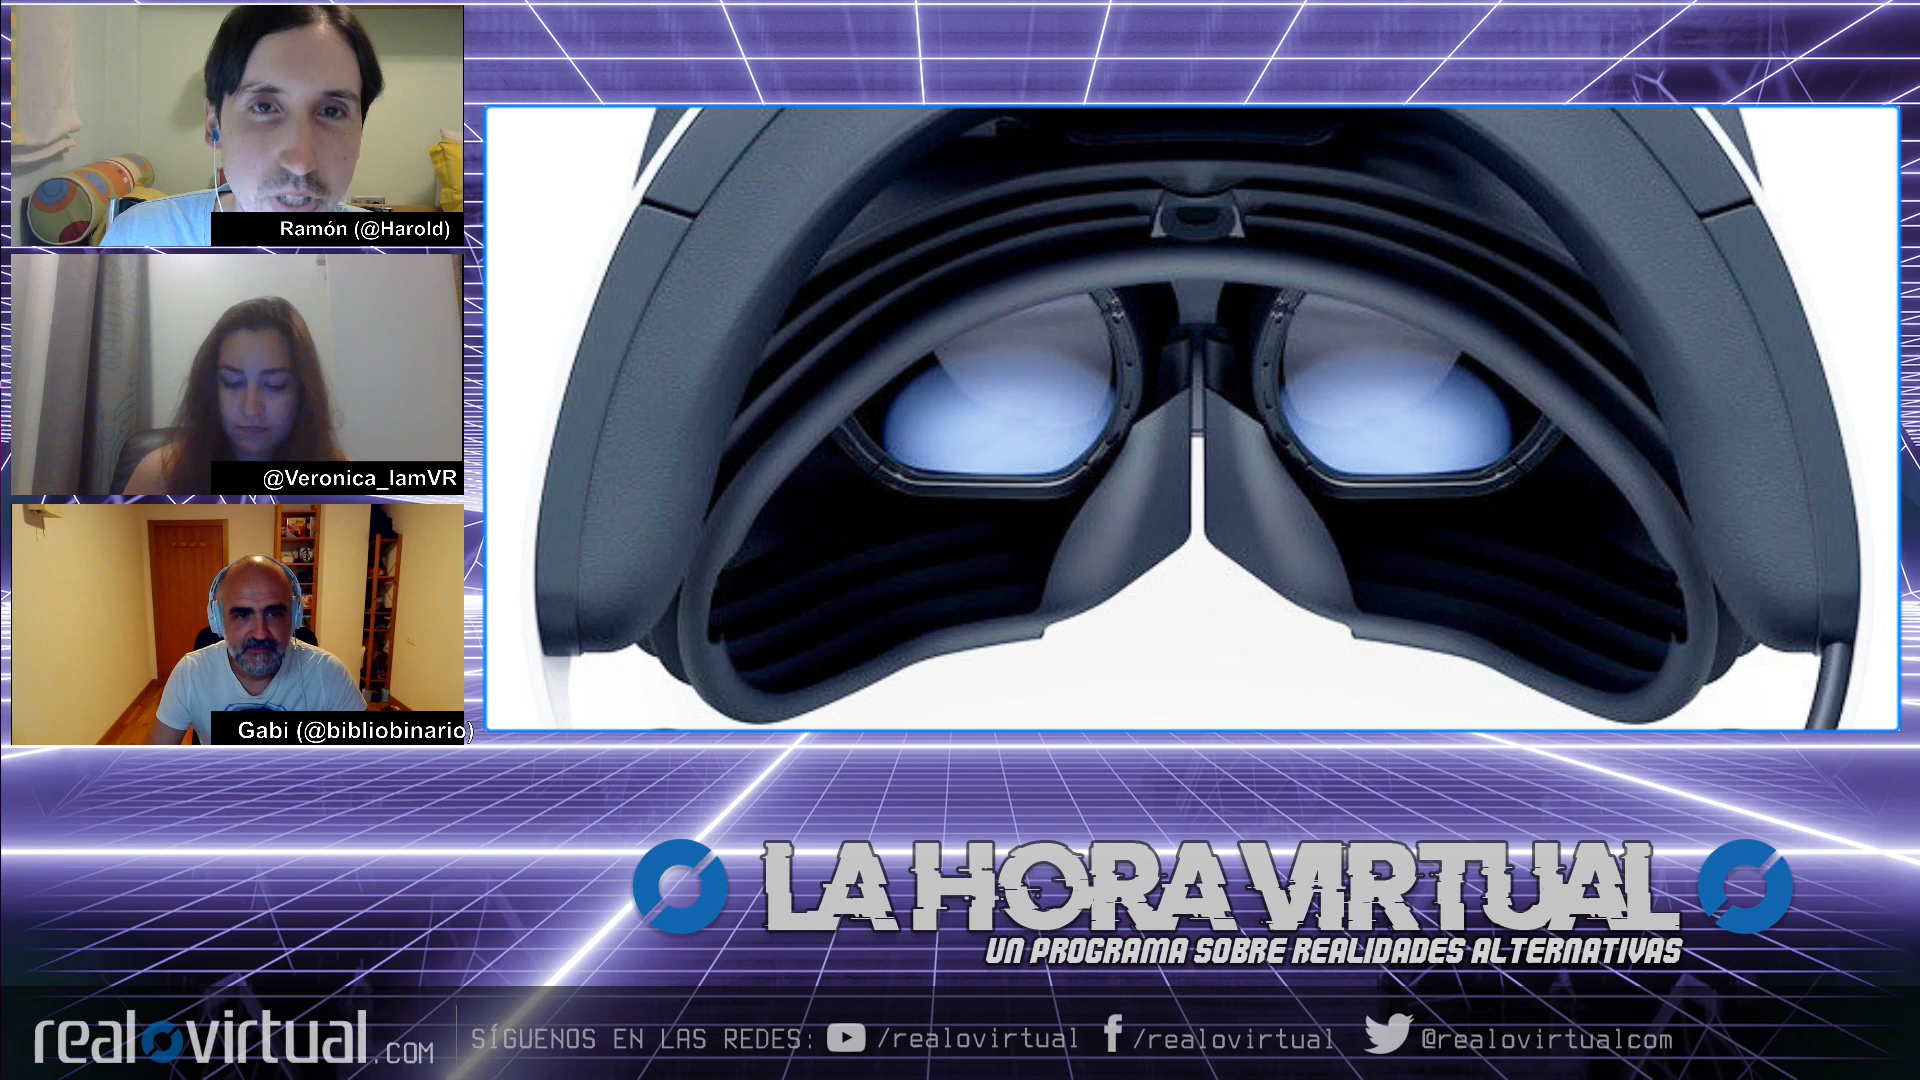 Ramón (@Harold)
@Veronica_IamVR
Gabi (@bibliobinario)
LA HORA VIRTUAL
UN PROGRAMA SOBRE REALIDADES ALTERNATIVAS
realovirtual.COM
SÍGUENOS EN LAS REDES: /realovirtual /realovirtual @realovirtualcom